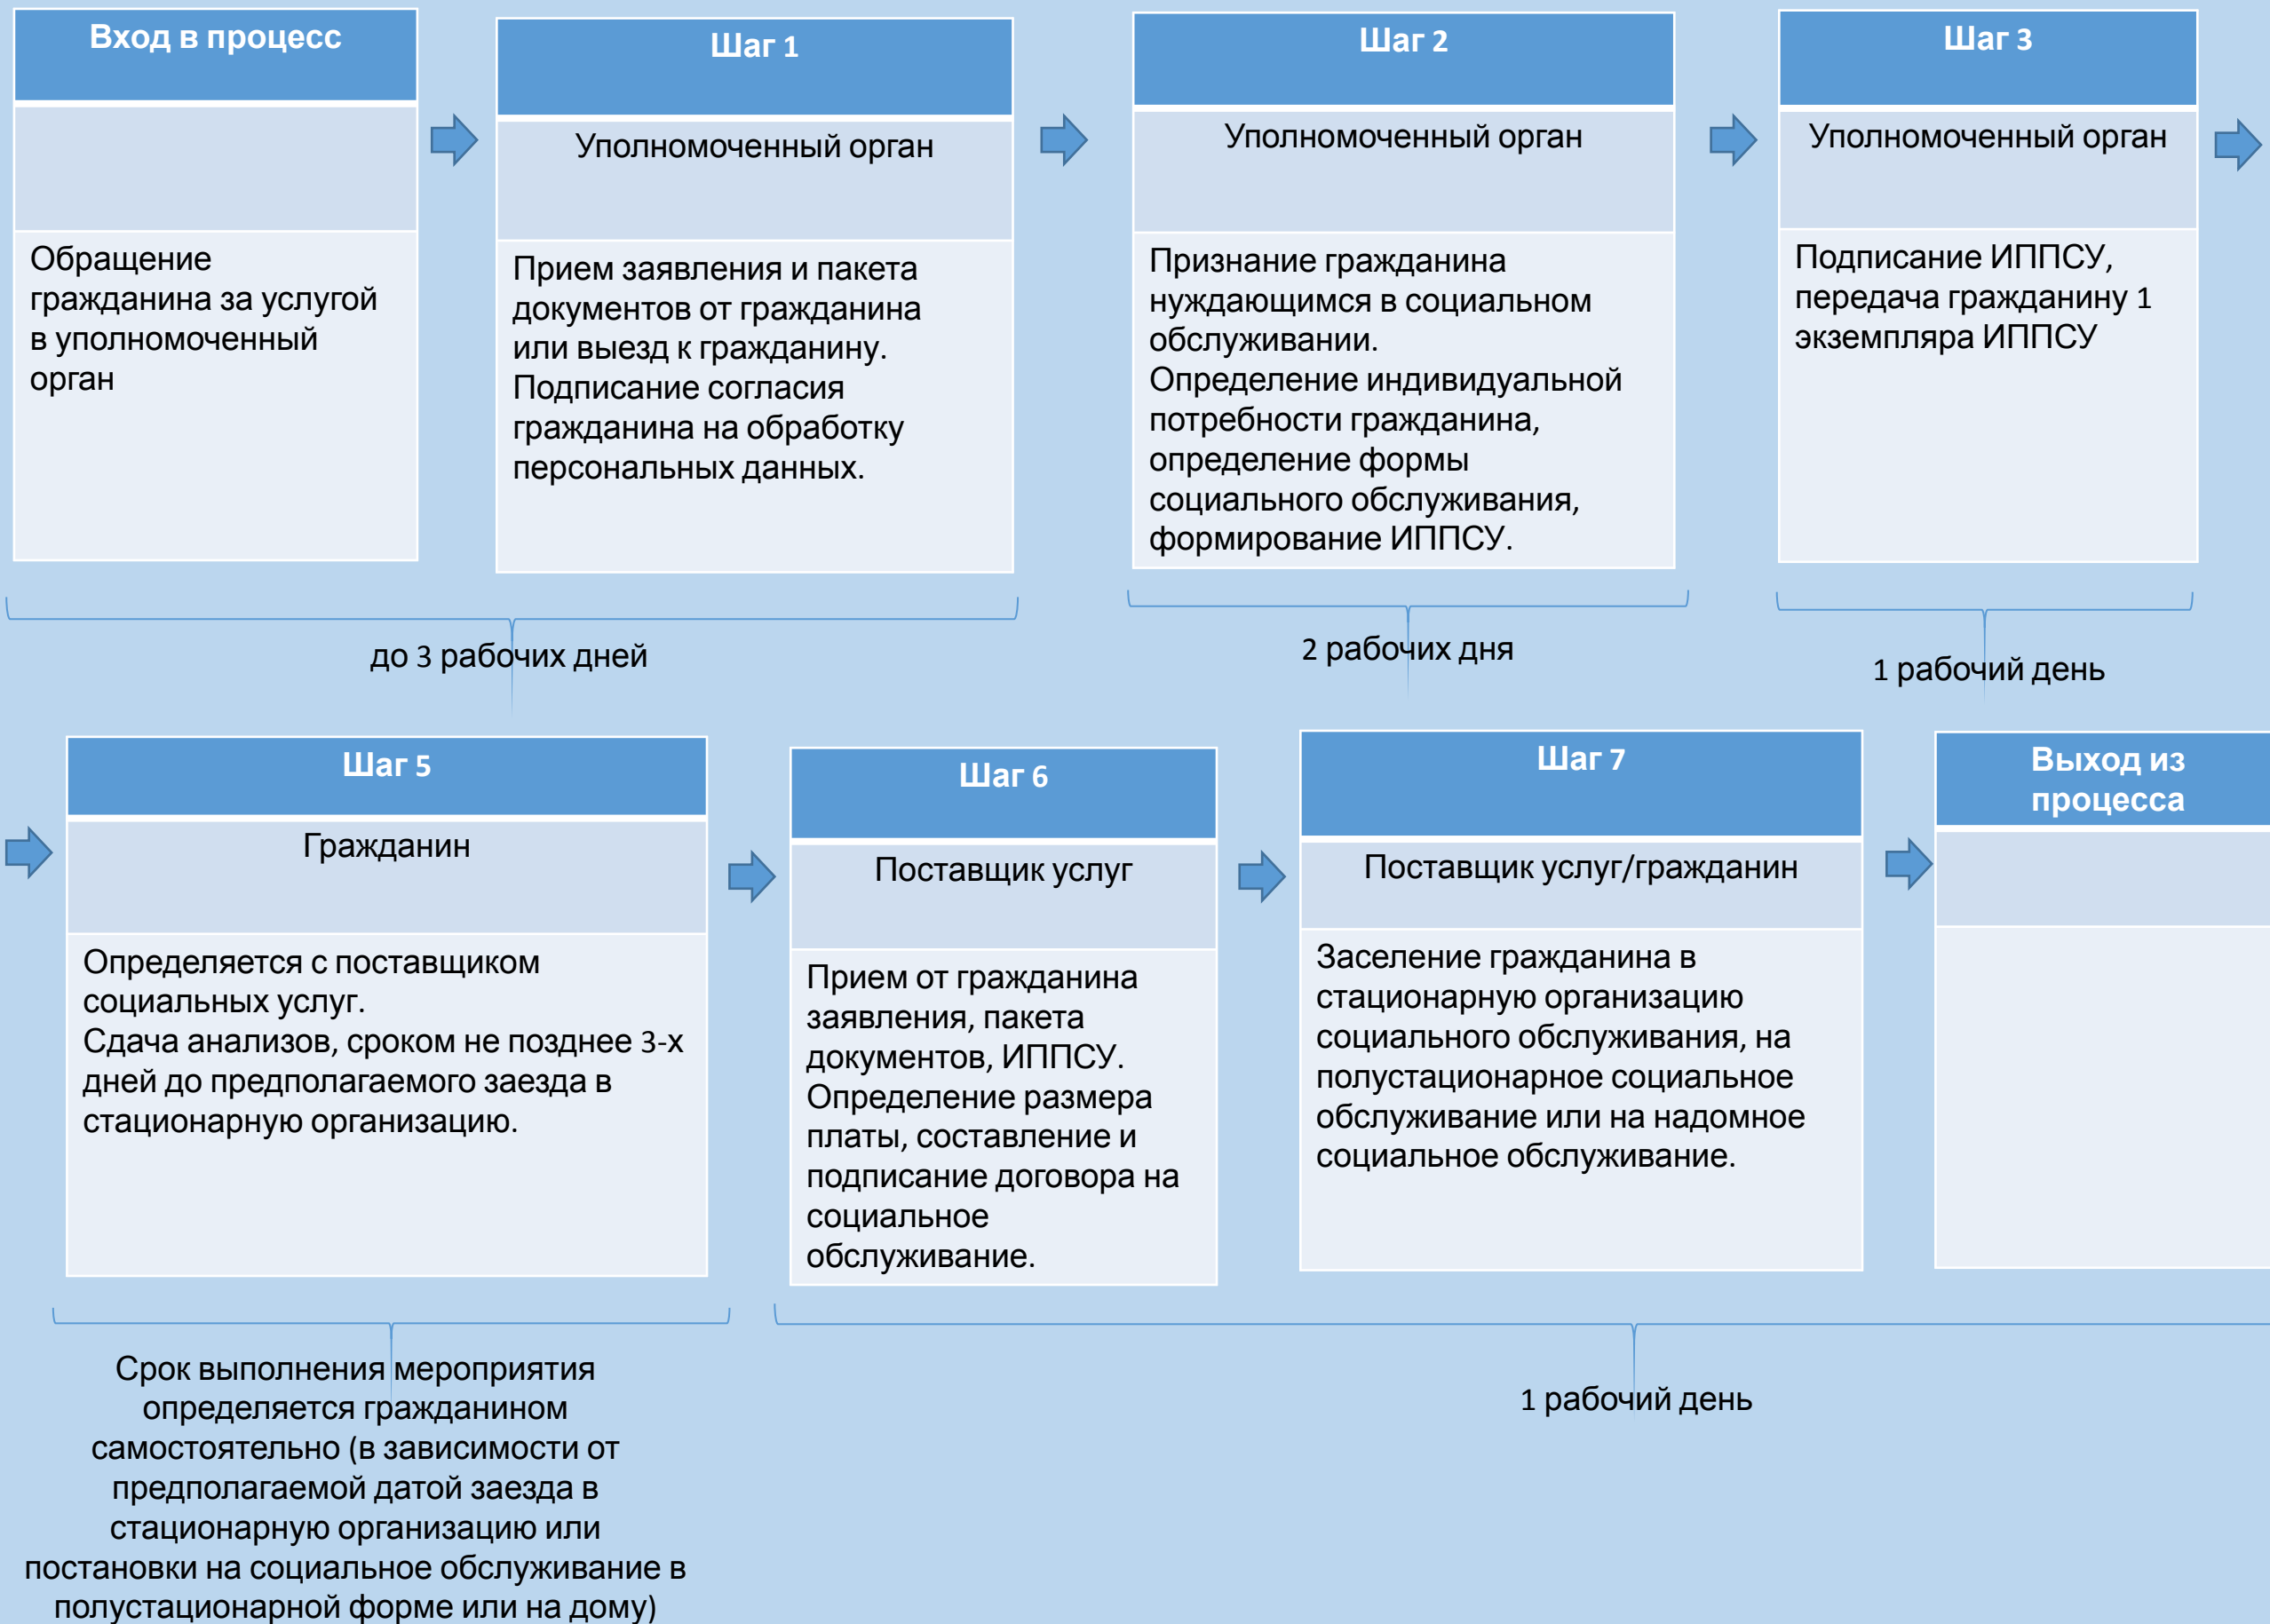 Вход в процесс
Обращение
гражданина за услугой
в уполномоченный
орган
Шаг 1
Уполномоченный орган
Прием заявления и пакета
документов от гражданина
или выезд к гражданину.
Подписание согласия
гражданина на обработку
персональных данных.
Шаг 2
Уполномоченный орган
Признание гражданина
нуждающимся в социальном
обслуживании.
Определение индивидуальной
потребности гражданина,
определение формы
социального обслуживания,
формирование ИППСУ.
Шаг 3
Уполномоченный орган
Подписание ИППСУ,
передача гражданину 1
экземпляра ИППСУ
до 3 рабочих дней
2 рабочих дня
1 рабочий день
Шаг 5
Гражданин
Определяется с поставщиком
социальных услуг.
Сдача анализов, сроком не позднее 3-х
дней до предполагаемого заезда в
стационарную организацию.
Шаг 6
Поставщик услуг
Прием от гражданина
заявления, пакета
документов, ИППСУ.
Определение размера
платы, составление и
подписание договора на
социальное
обслуживание.
Шаг 7
Поставщик услуг/гражданин
Заселение гражданина в
стационарную организацию
социального обслуживания, на
полустационарное социальное
обслуживание или на надомное
социальное обслуживание.
Выход из
процесса
Срок выполнения мероприятия
определяется гражданином
самостоятельно (в зависимости от
предполагаемой датой заезда в
стационарную организацию или
постановки на социальное обслуживание в
полустационарной форме или на дому)
1 рабочий день